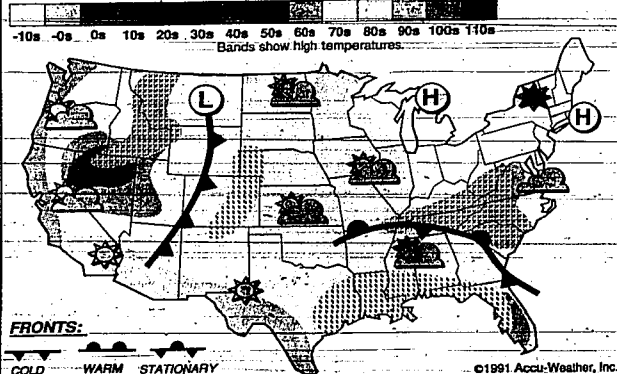 -10s -0s 0s 10s 20s 30s 40s 50s 60s 70s 80s 90s 100s 110s
Bands show high temperatures.
L
H
H
FRONTS:
COLD WARM STATIONARY
©1991 Accu-Weather, Inc.